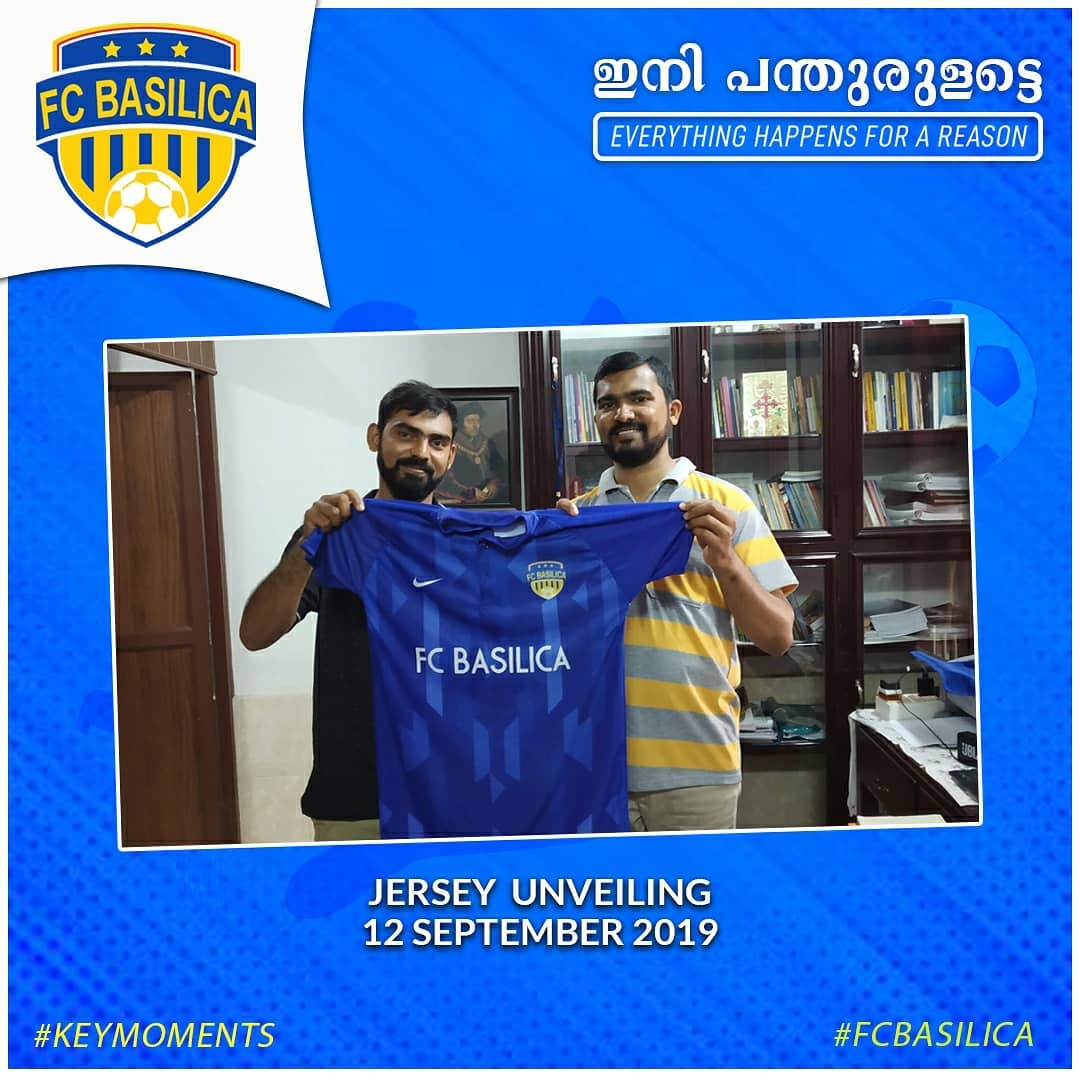 FC BASILICA
ഇനി പന്തുരുളട്ടെ
EVERYTHING HAPPENS FOR A REASON
FC BASILICA
FC BASILICA
JBL
JERSEY UNVEILING
12 SEPTEMBER 2019
#KEYMOMENTS
#FCBASILICA